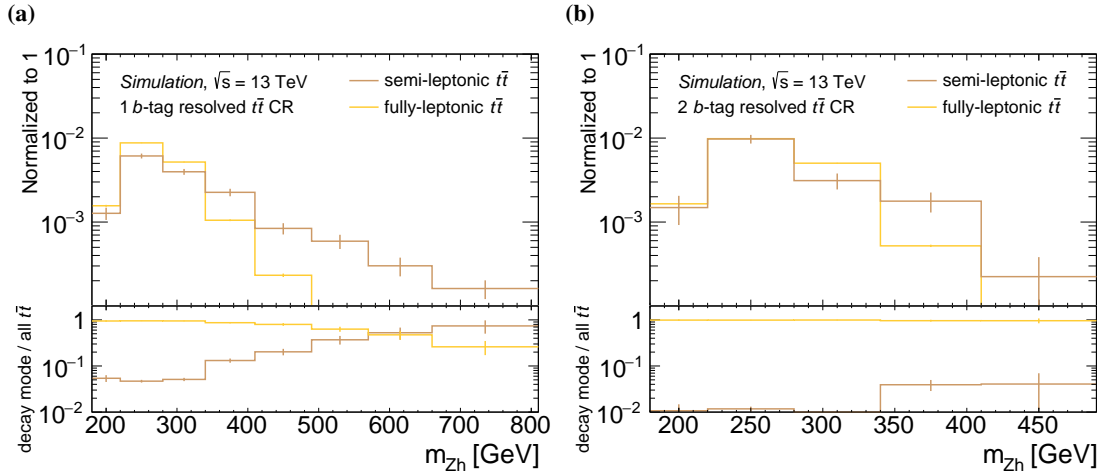 (a)
Normalized to 1
10⁻¹
10⁻²
10⁻³
Simulation, √s = 13 TeV
1 b-tag resolved tt̄ CR
semi-leptonic tt̄
fully-leptonic tt̄
decay mode / all tt̄
1
10⁻¹
10⁻²
200 300 400 500 600 700 800
m_Zh [GeV]
(b)
Normalized to 1
10⁻¹
10⁻²
10⁻³
Simulation, √s = 13 TeV
2 b-tag resolved tt̄ CR
semi-leptonic tt̄
fully-leptonic tt̄
decay mode / all tt̄
1
10⁻¹
10⁻²
200 250 300 350 400 450
m_Zh [GeV]